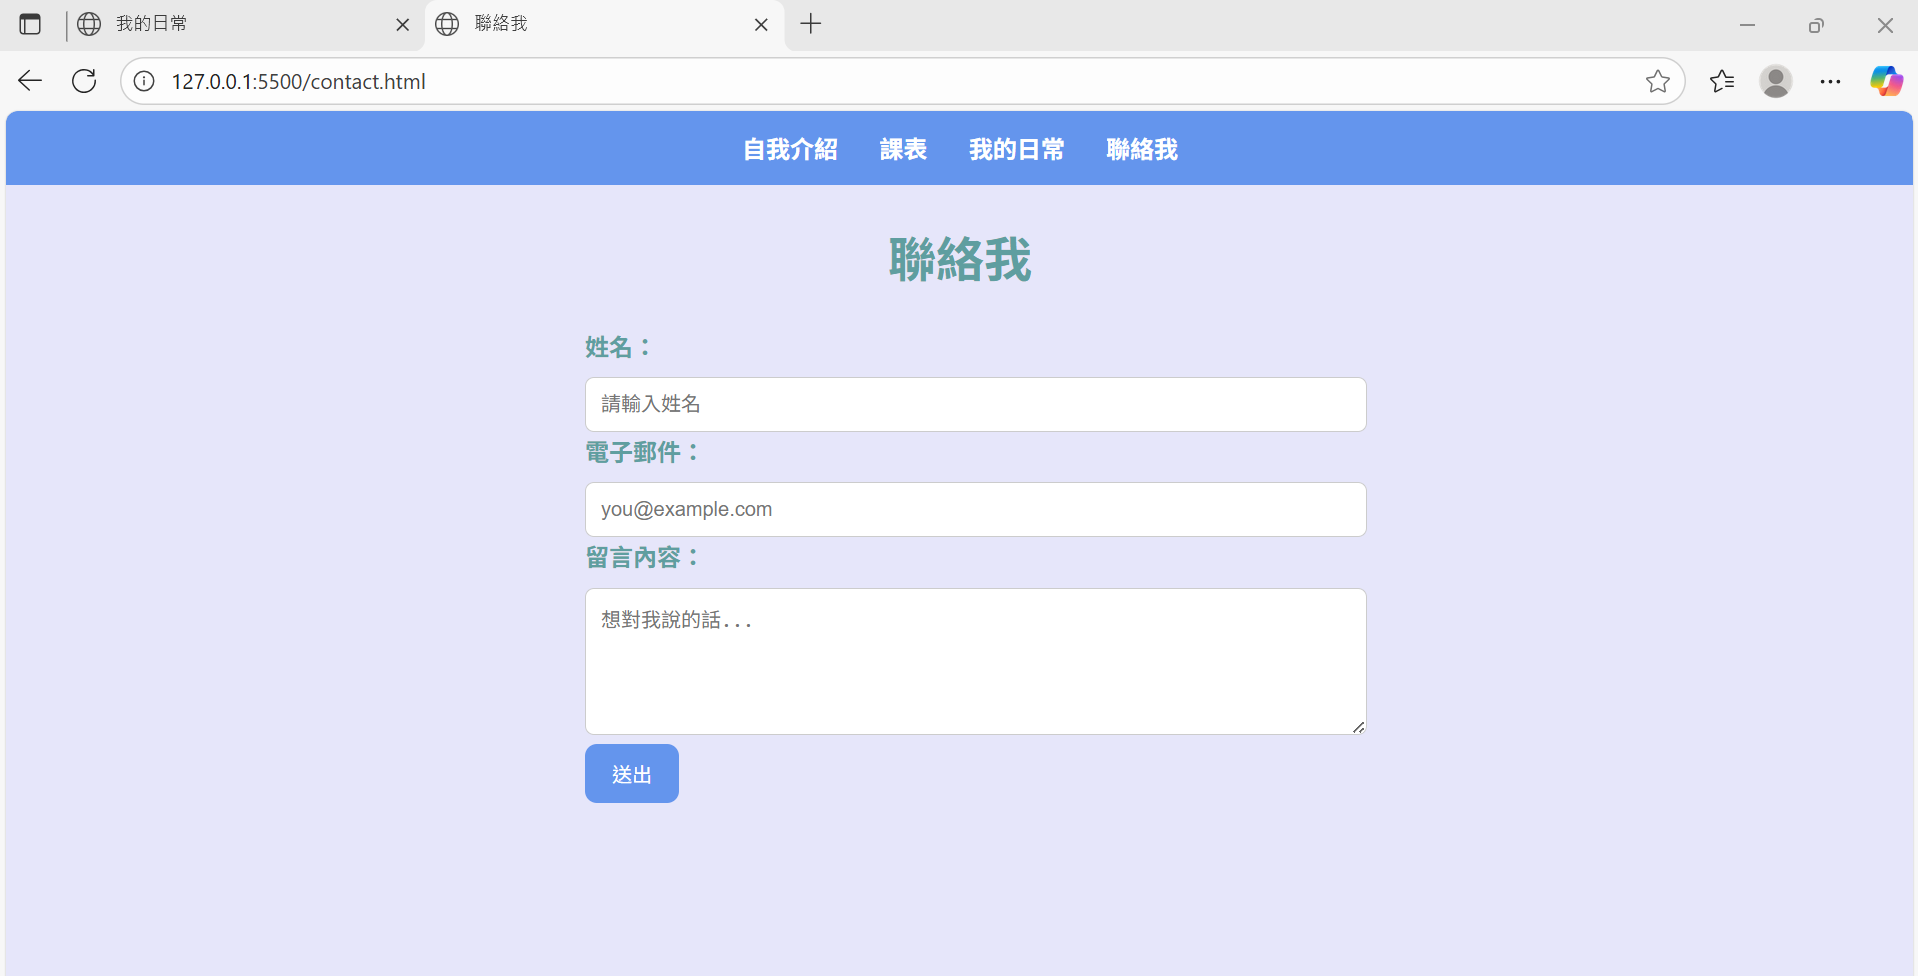 我的日常
聯絡我
127.0.0.1:5500/contact.html
自我介紹 課表 我的日常 聯絡我
聯絡我
姓名：
請輸入姓名
電子郵件：
you@example.com
留言內容：
想對我說的話...
送出